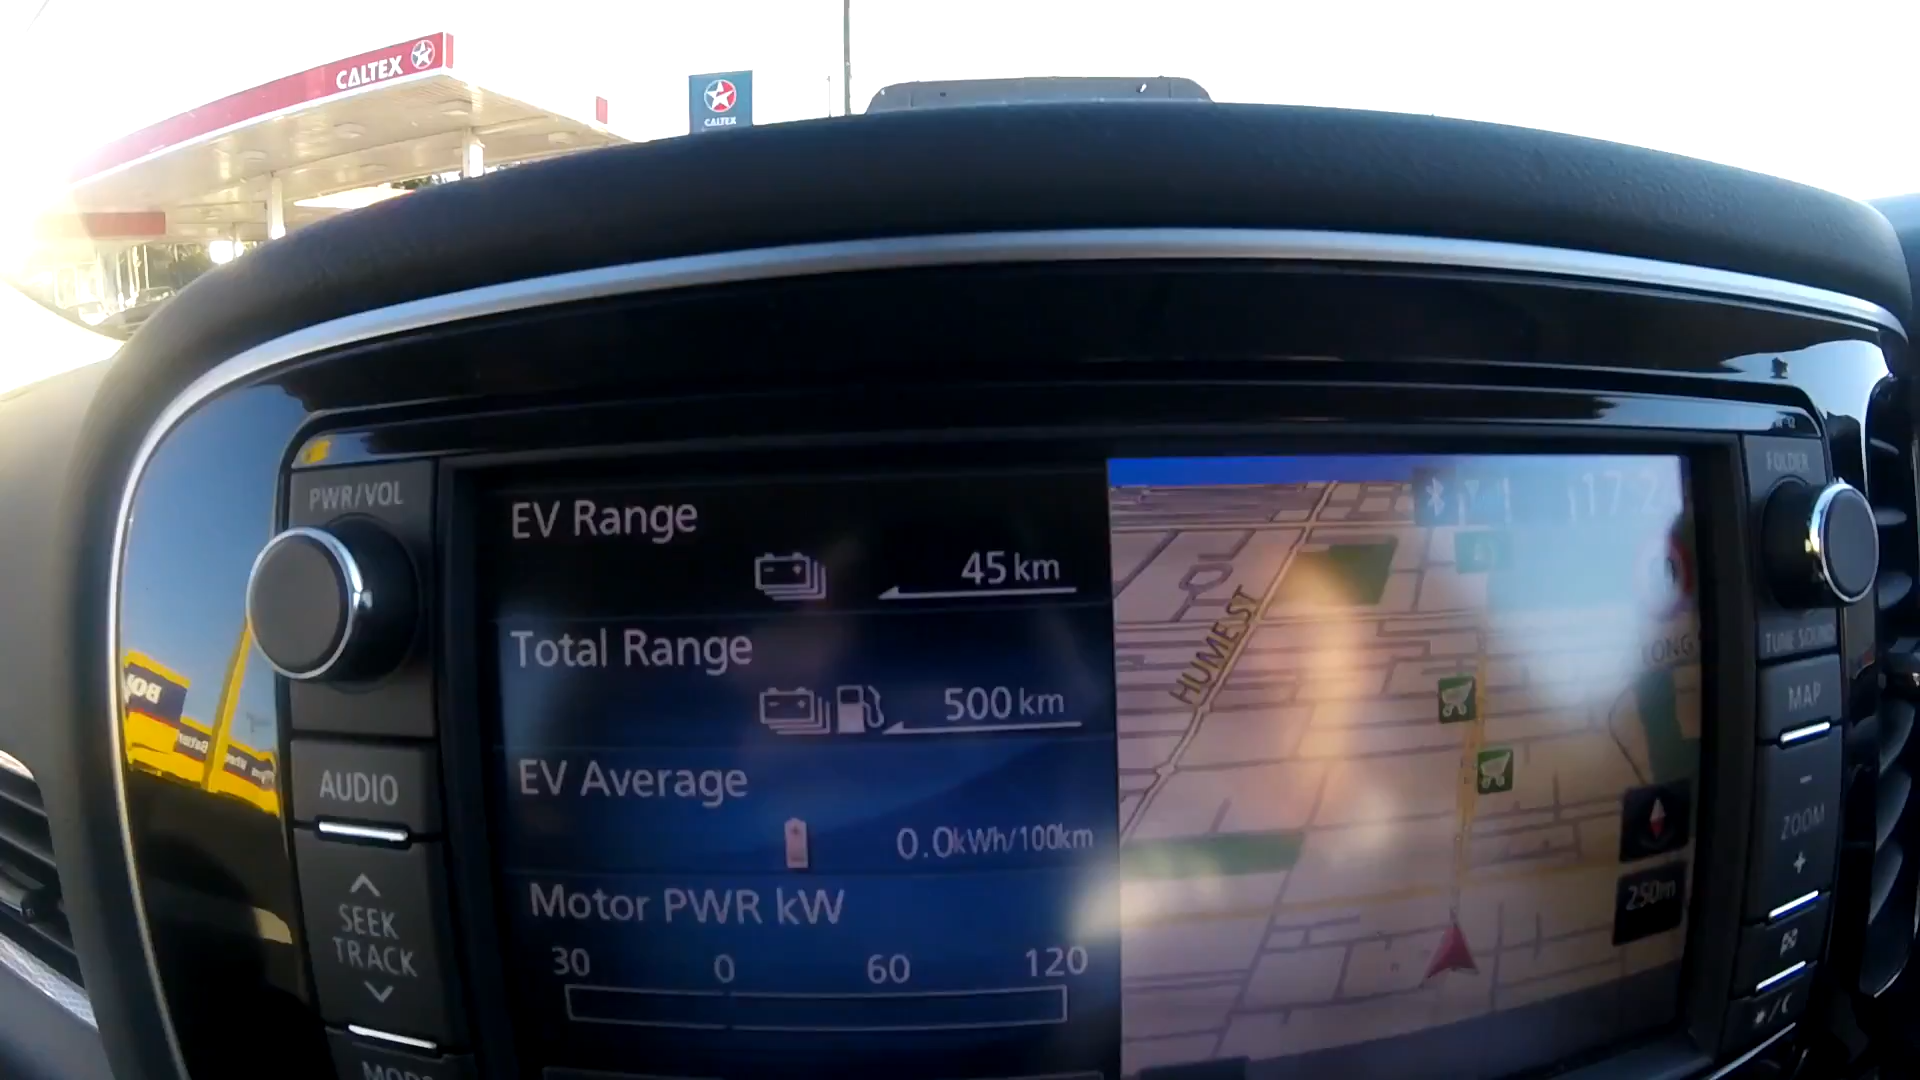 CALTEX
CALTEX
PWR/VOL
AUDIO
SEEK
TRACK
EV Range
45 km
Total Range
500 km
EV Average
0.0kWh/100km
Motor PWR kW
30 0 60 120
HUME ST
250m
FOLDER
TUNE SOUND
MAP
-
ZOOM
+